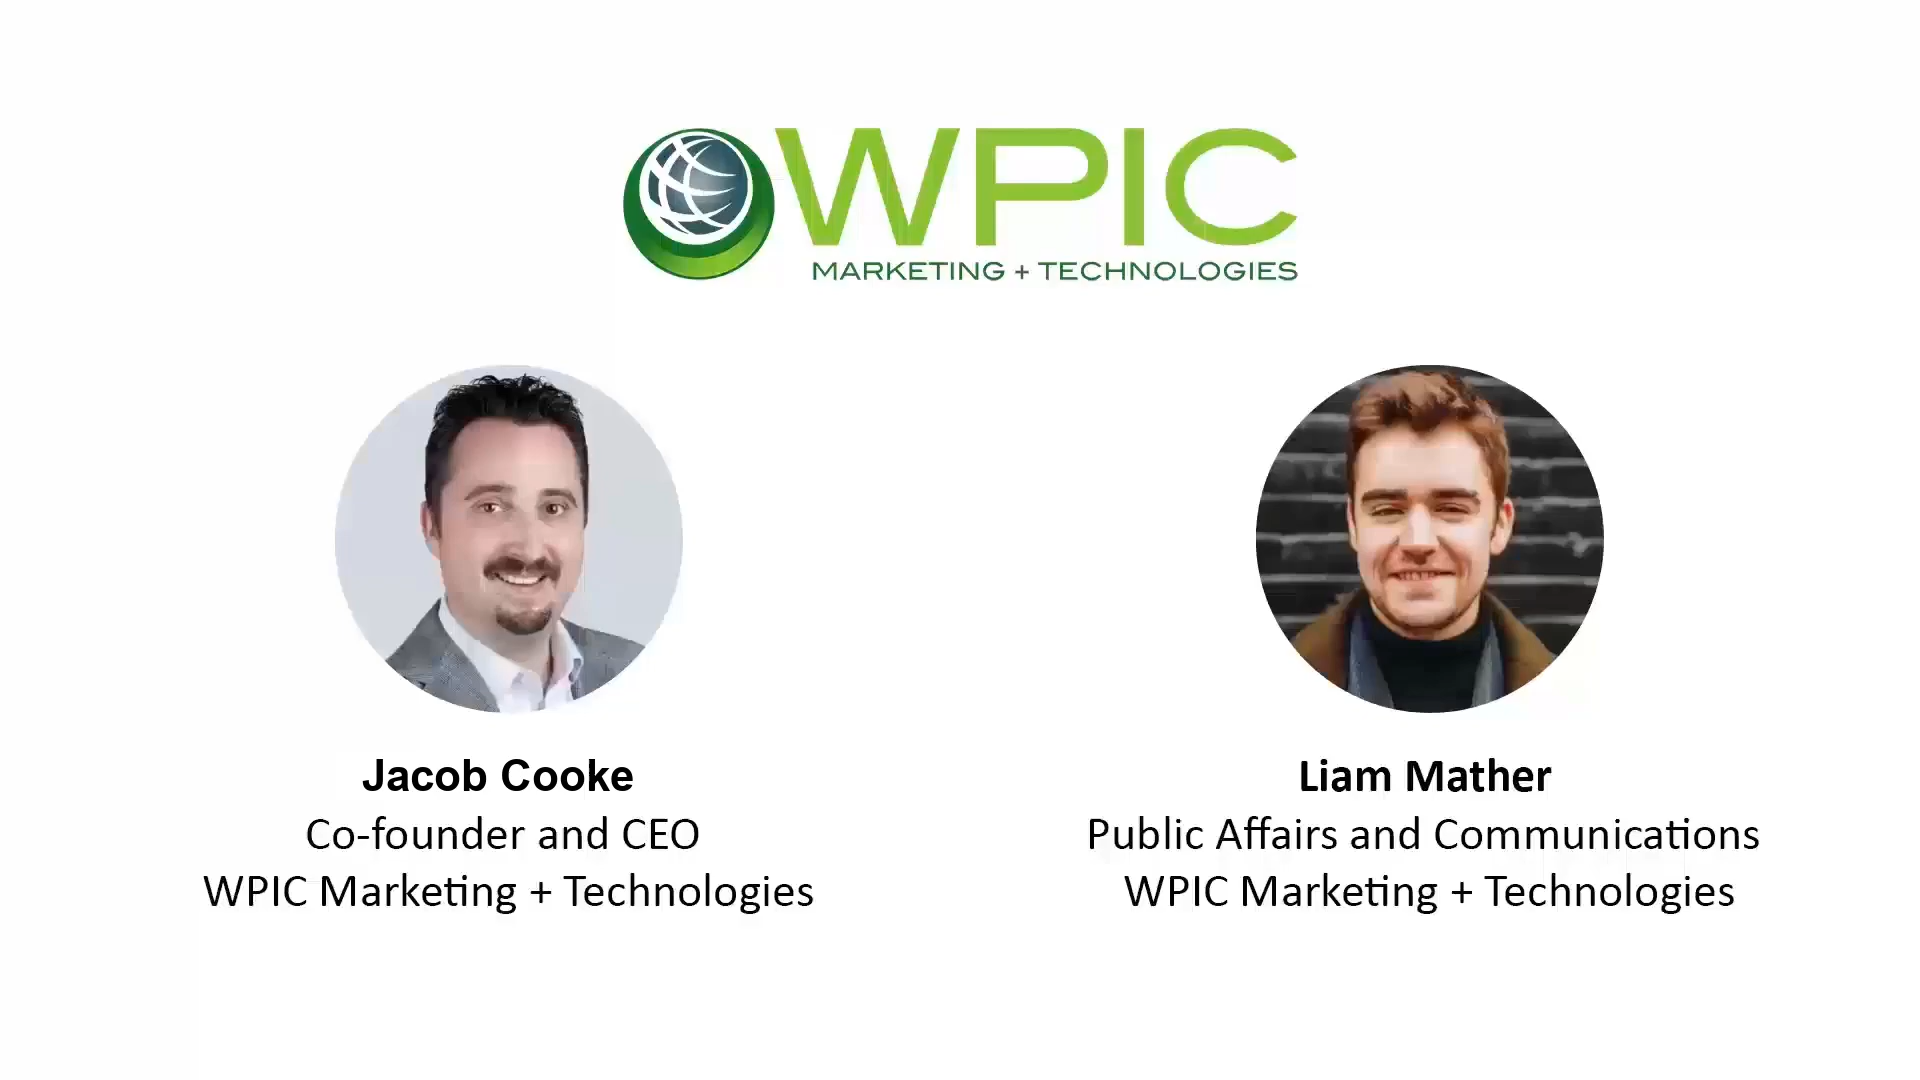 WPIC
MARKETING + TECHNOLOGIES
Jacob Cooke
Co-founder and CEO
WPIC Marketing + Technologies
Liam Mather
Public Affairs and Communications
WPIC Marketing + Technologies